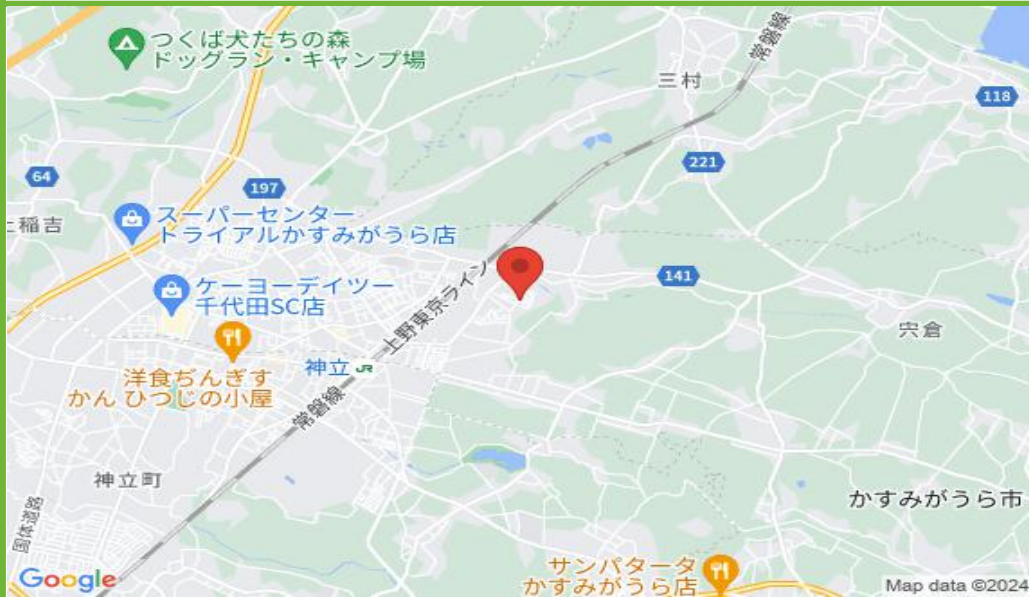 つくば犬たちの森
ドッグラン・キャンプ場
常磐線
三村
118
221
64
197
上稲吉
スーパーセンター
トライアルかすみがうら店
141
ケーヨーデイツー
千代田SC店
上野東京ライン
宍倉
神立 JR
洋食ぢんぎす
かん ひつじの小屋
常磐線
神立町
かすみがうら市
国体道路
サンパタータ
かすみがうら店
Google
Map data ©2024